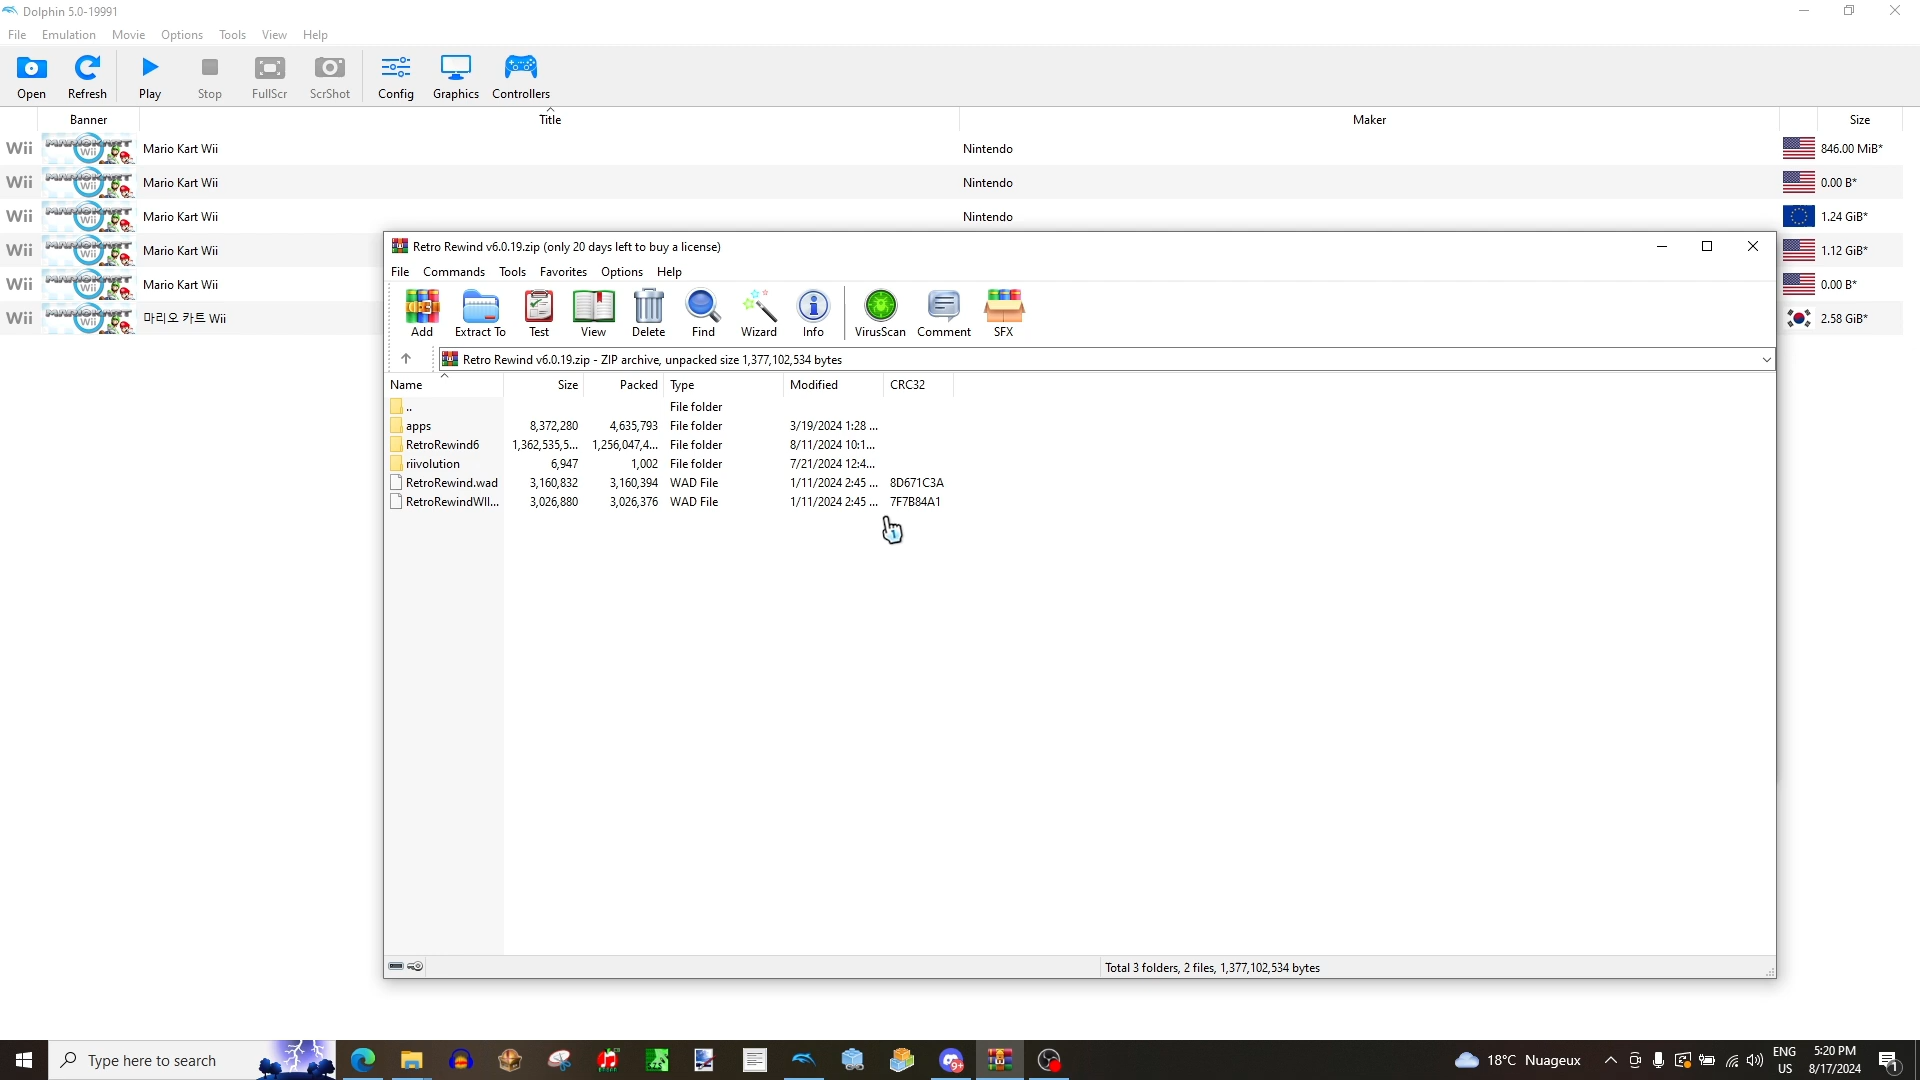 Dolphin 5.0-19991
File Emulation Movie Options Tools View Help
Open Refresh Play Stop FullScr ScrShot Config Graphics Controllers
Banner Title Maker Size
Wii Mario Kart Wii Nintendo 846.00 MiB*
Wii Mario Kart Wii Nintendo 0.00 B*
Wii Mario Kart Wii Nintendo 1.24 GiB*
Wii Mario Kart Wii 1.12 GiB*
Wii Mario Kart Wii 0.00 B*
Wii 마리오 카트 Wii 2.58 GiB*
Retro Rewind v6.0.19.zip (only 20 days left to buy a license)
File Commands Tools Favorites Options Help
Add Extract To Test View Delete Find Wizard Info VirusScan Comment SFX
Retro Rewind v6.0.19.zip - ZIP archive, unpacked size 1,377,102,534 bytes
Name Size Packed Type Modified CRC32
.. File folder
apps 8,372,280 4,635,793 File folder 3/19/2024 1:28 ...
RetroRewind6 1,362,535,5... 1,256,047,4... File folder 8/11/2024 10:1...
riivolution 6,947 1,002 File folder 7/21/2024 12:4...
RetroRewind.wad 3,160,832 3,160,394 WAD File 1/11/2024 2:45 ... 8D671C3A
RetroRewindWII... 3,026,880 3,026,376 WAD File 1/11/2024 2:45 ... 7F7B84A1
Total 3 folders, 2 files, 1,377,102,534 bytes
Type here to search
18°C Nuageux
ENG
US
5:20 PM
8/17/2024